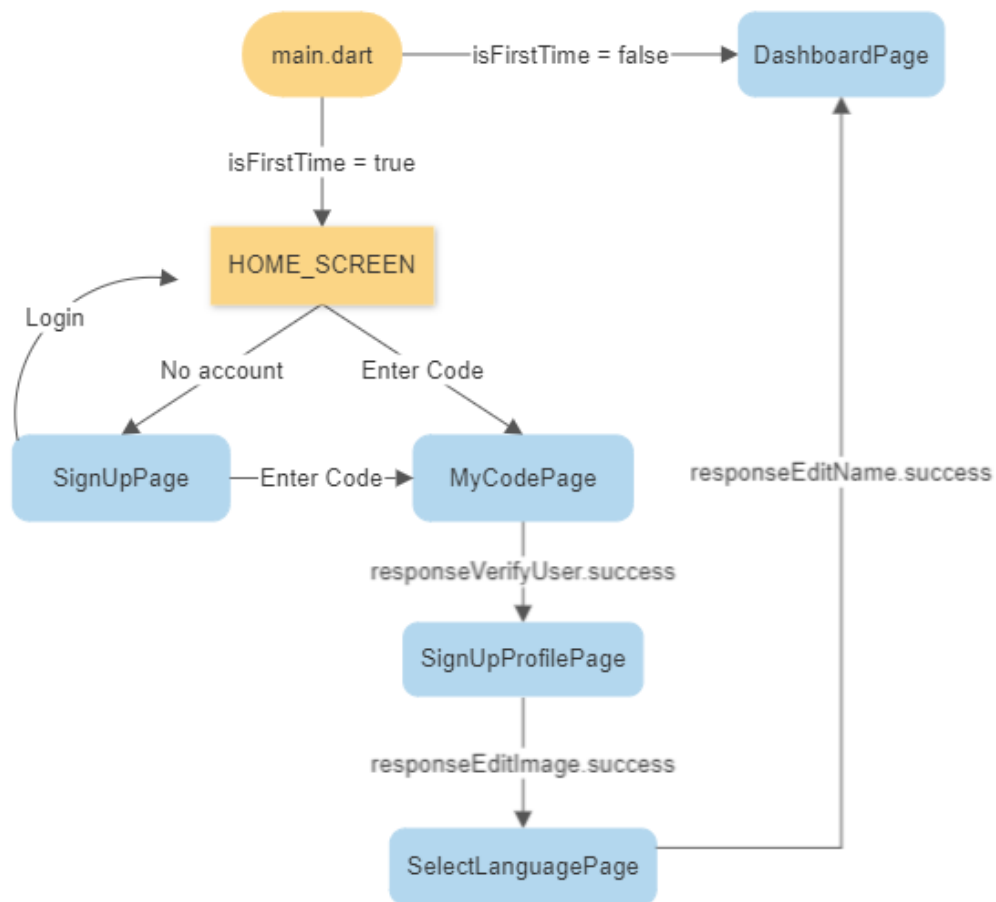 main.dart
isFirstTime = false
DashboardPage
isFirstTime = true
HOME_SCREEN
Login
No account
Enter Code
SignUpPage
Enter Code
MyCodePage
responseEditName.success
responseVerifyUser.success
SignUpProfilePage
responseEditImage.success
SelectLanguagePage